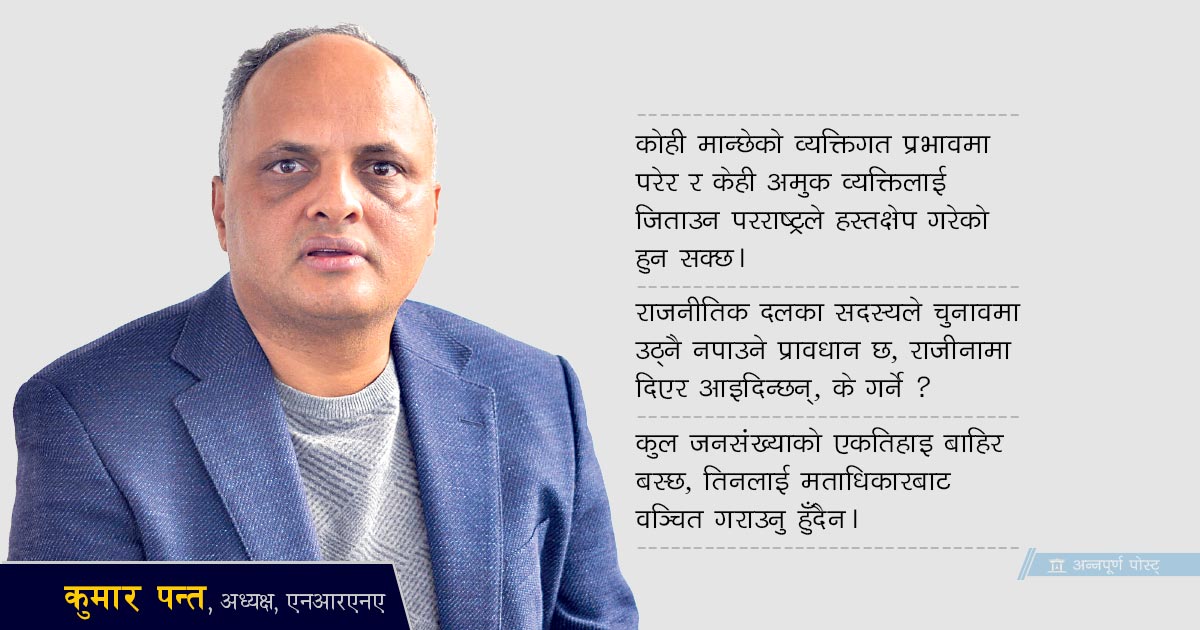 कोही मान्छेको व्यक्तिगत प्रभावमा
परेर र केही अमुक व्यक्तिलाई
जिताउन परराष्ट्रले हस्तक्षेप गरेको
हुन सक्छ।
राजनीतिक दलका सदस्यले चुनावमा
उठ्नै नपाउने प्रावधान छ, राजीनामा
दिएर आइदिन्छन्, के गर्ने ?
कुल जनसंख्याको एकतिहाइ बाहिर
बस्छ, तिनलाई मताधिकारबाट
वञ्चित गराउनु हुँदैन।
कुमार पन्त, अध्यक्ष, एनआरएनए
अन्नपूर्ण पोस्ट्